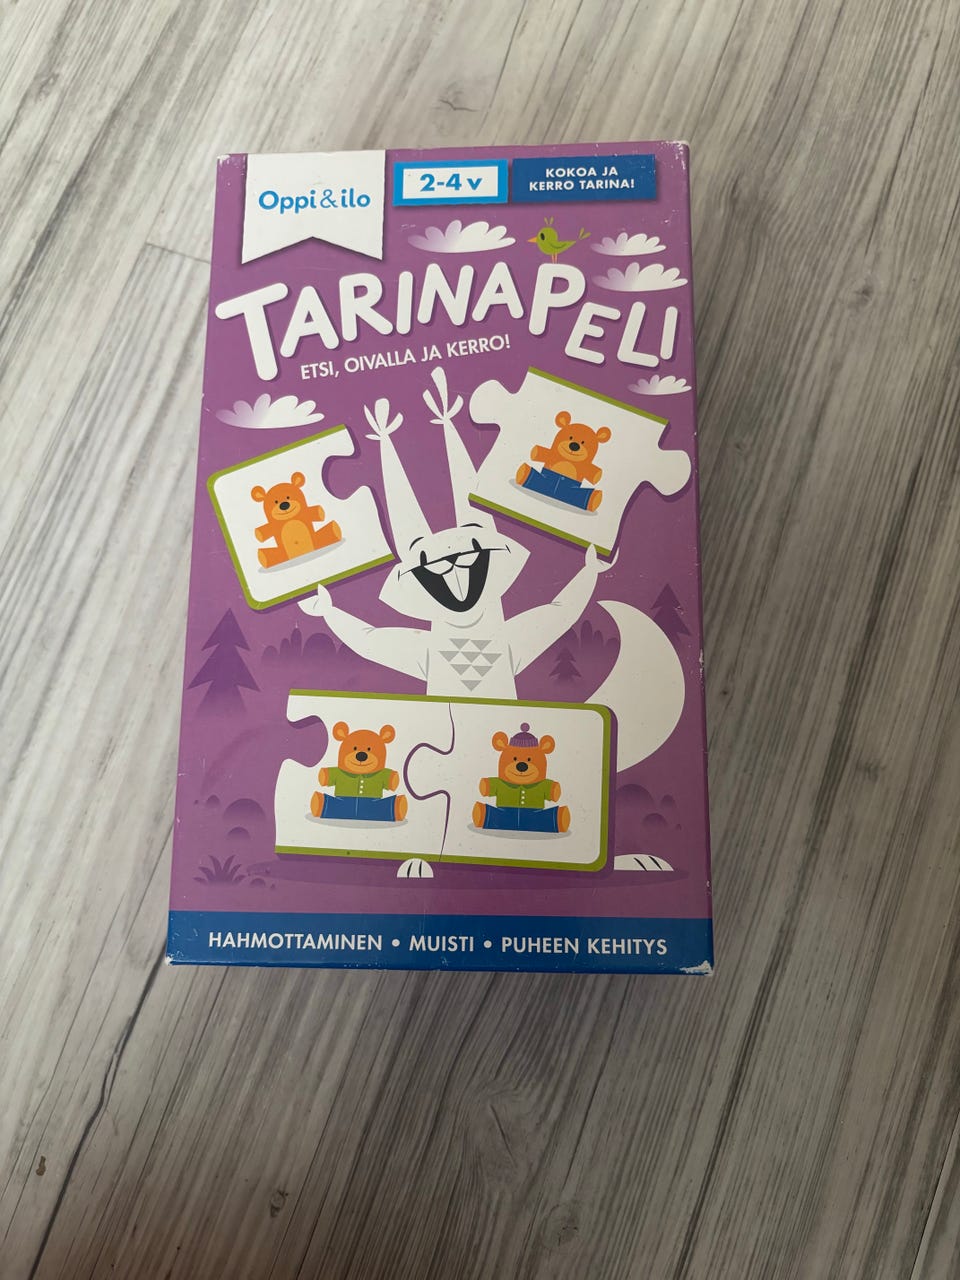 Oppi&ilo
2-4 v
KOKOA JA
KERRO TARINA!
TARINAPELI
ETSI, OIVALLA JA KERRO!
HAHMOTTAMINEN • MUISTI • PUHEEN KEHITYS